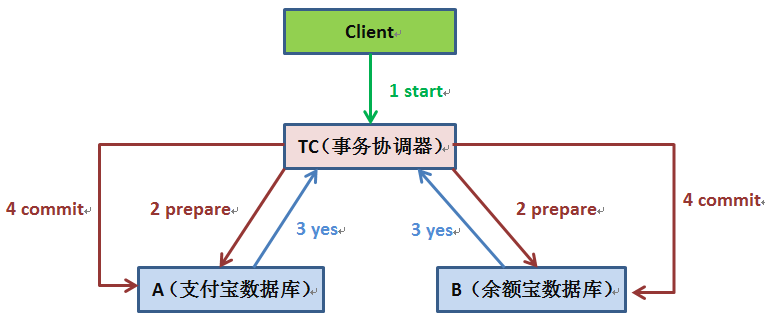 Client
1 start
TC（事务协调器）
4 commit
2 prepare
3 yes
3 yes
2 prepare
4 commit
A（支付宝数据库）
B（余额宝数据库）